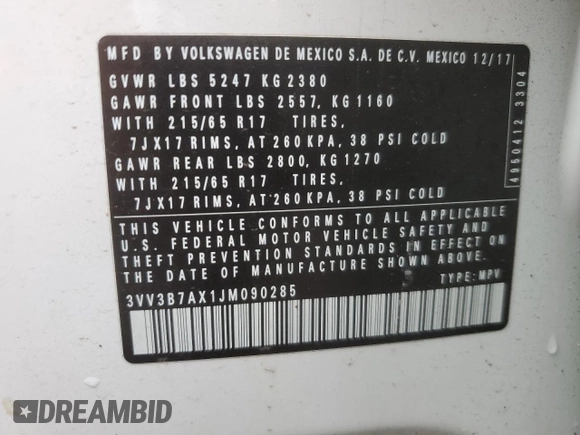 MFD BY VOLKSWAGEN DE MEXICO S.A. DE C.V. MEXICO 12/17
GVWR LBS 5247 KG 2380
GAWR FRONT LBS 2557, KG 1160
WITH 215/65 R17 TIRES,
7JX17 RIMS, AT 260 KPA, 38 PSI COLD
GAWR REAR LBS 2800, KG 1270
WITH 215/65 R17 TIRES,
7JX17 RIMS, AT 260 KPA, 38 PSI COLD
THIS VEHICLE CONFORMS TO ALL APPLICABLE
U.S. FEDERAL MOTOR VEHICLE SAFETY AND
THEFT PREVENTION STANDARDS IN EFFECT ON
THE DATE OF MANUFACTURE SHOWN ABOVE.
3VV3B7AX1JM090285 TYPE: MPV
4950412 3304
DREAMBID